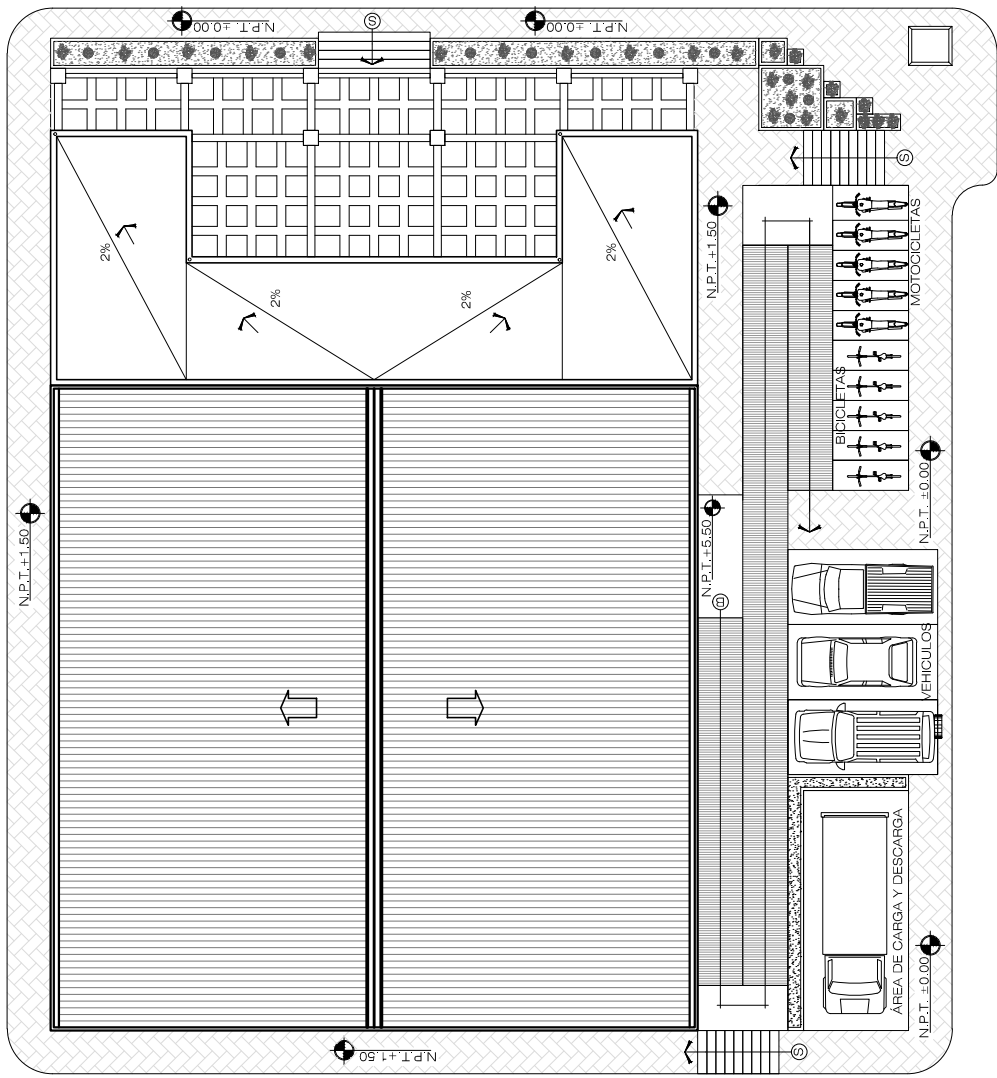 N.P.T. ±0.00
S
N.P.T. ±0.00
S
2%
2%
2%
2%
N.P.T.+1.50
MOTOCICLETAS
BICICLETAS
N.P.T. ±0.00
N.P.T.+1.50
N.P.T.+5.50
B
VEHICULOS
ÁREA DE CARGA Y DESCARGA
N.P.T. ±0.00
N.P.T.+1.50
S